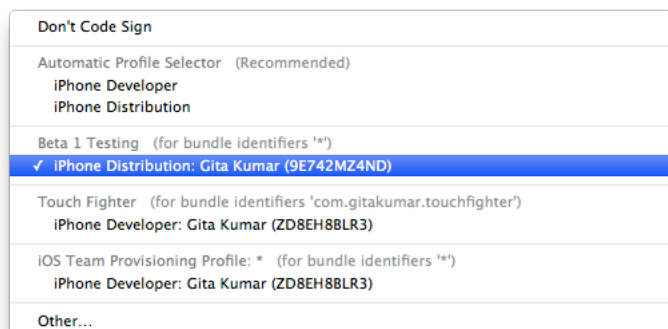 Don't Code Sign
Automatic Profile Selector (Recommended)
iPhone Developer
iPhone Distribution
Beta 1 Testing (for bundle identifiers '*')
✓ iPhone Distribution: Gita Kumar (9E742MZ4ND)
Touch Fighter (for bundle identifiers 'com.gitakumar.touchfighter')
iPhone Developer: Gita Kumar (ZD8EH8BLR3)
iOS Team Provisioning Profile: * (for bundle identifiers '*')
iPhone Developer: Gita Kumar (ZD8EH8BLR3)
Other...